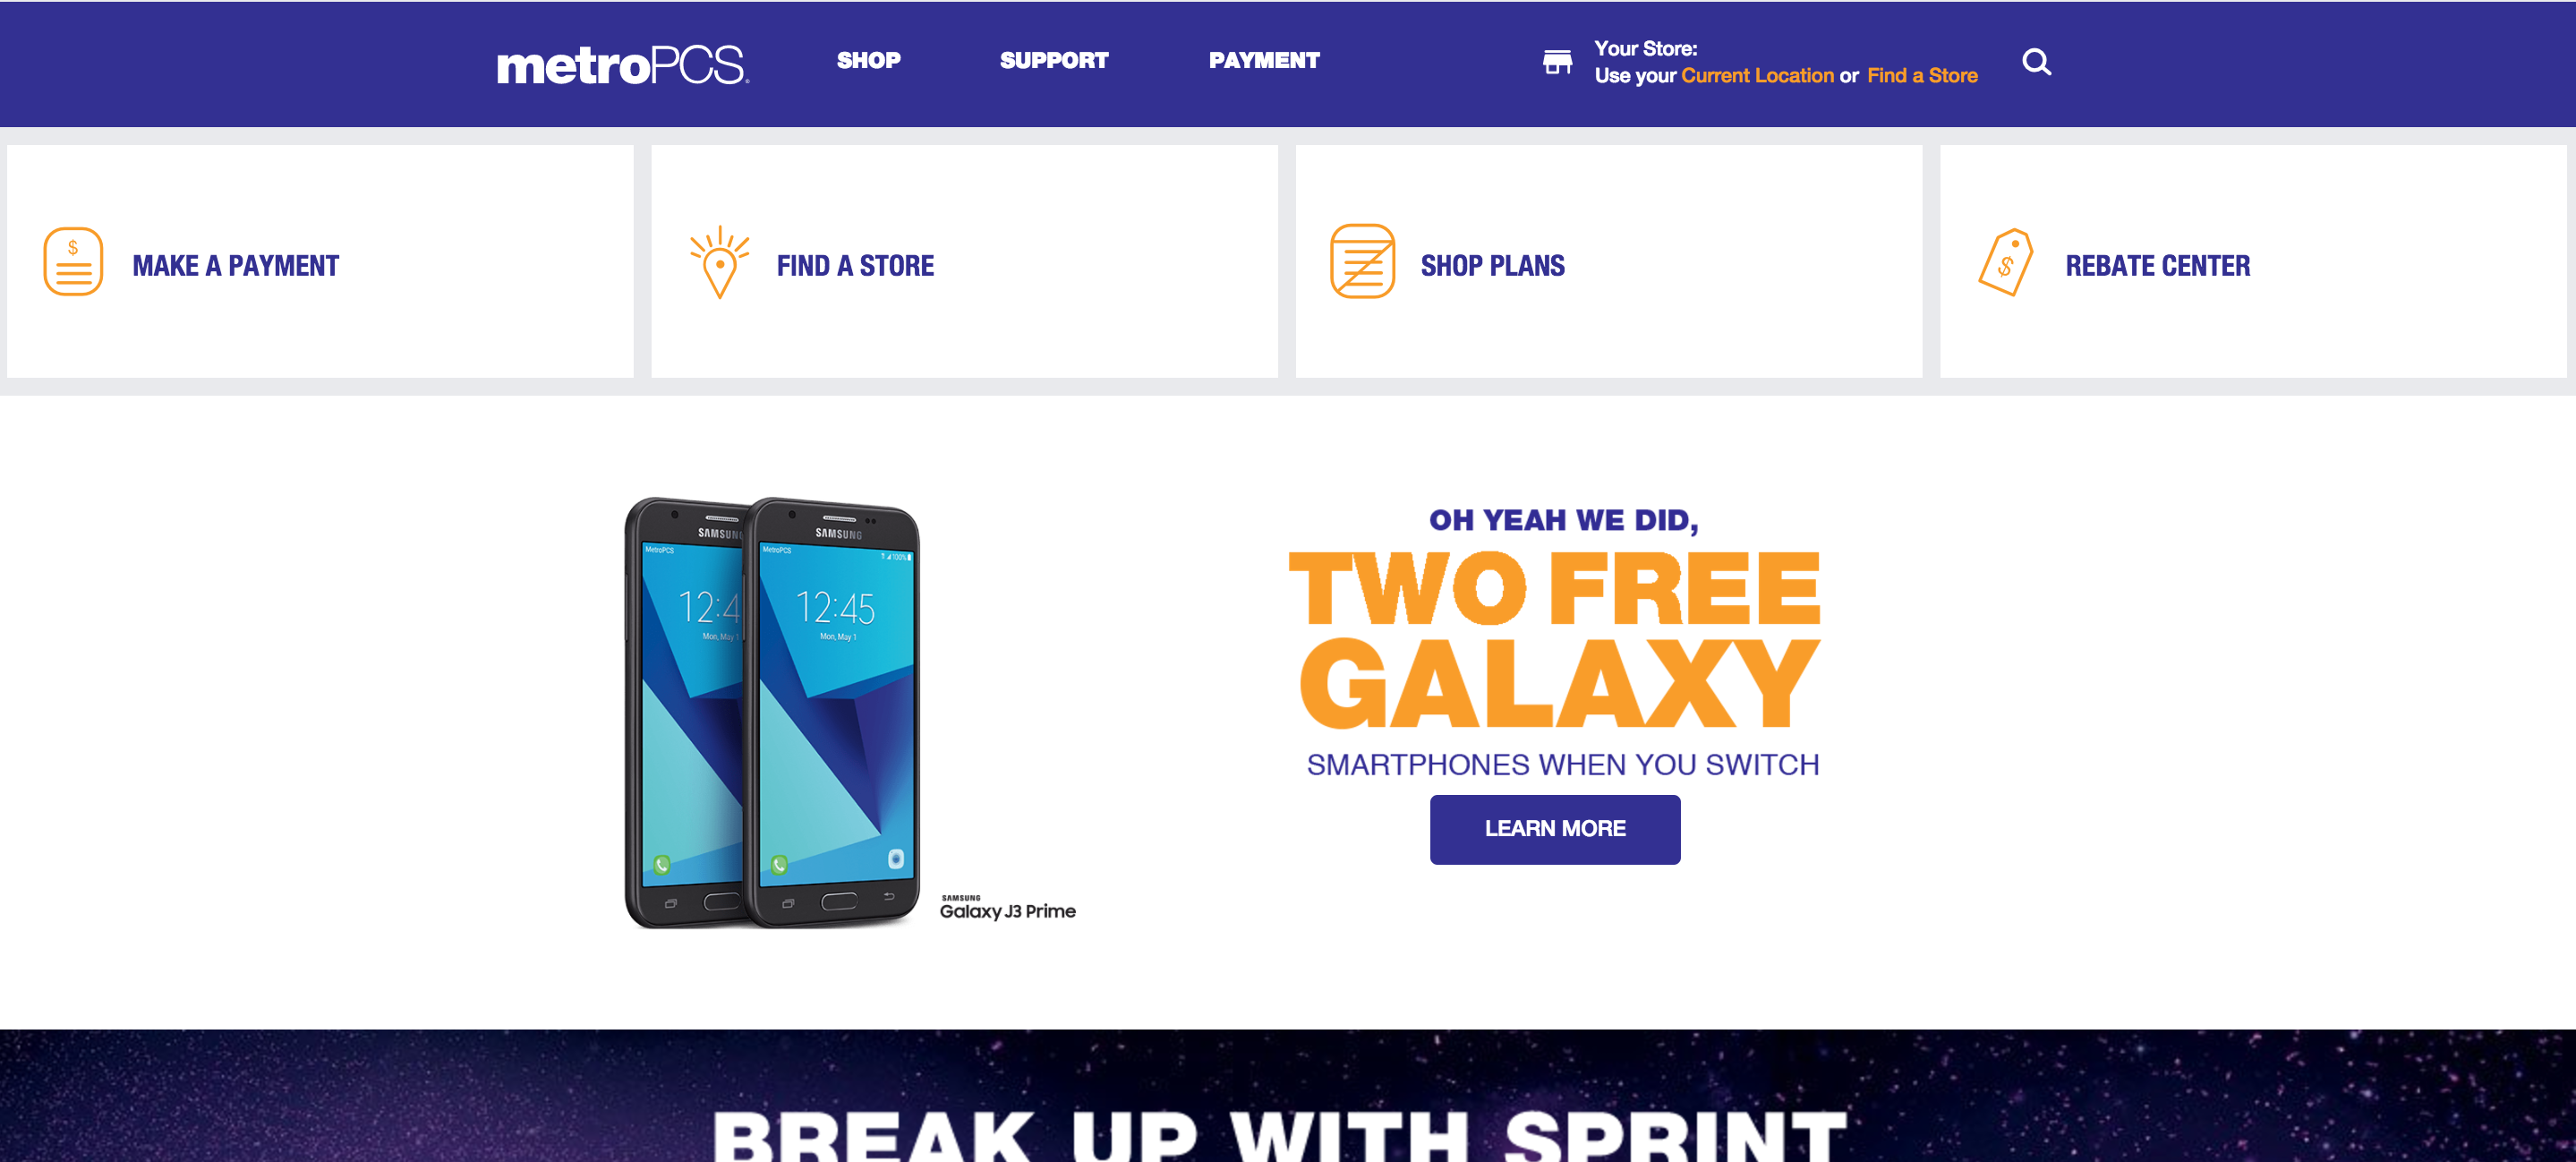 metroPCS.
SHOP
SUPPORT
PAYMENT
Your Store:
Use your Current Location or Find a Store
$
MAKE A PAYMENT
FIND A STORE
SHOP PLANS
$
REBATE CENTER
SAMSUN
MetroPCS
12:4
Mon, May 1
SAMSUNG
MetroPCS
100%
12:45
Mon, May 1
SAMSUNG
Galaxy J3 Prime
OH YEAH WE DID,
TWO FREE
GALAXY
SMARTPHONES WHEN YOU SWITCH
LEARN MORE
BREAK UP WITH SPRINT